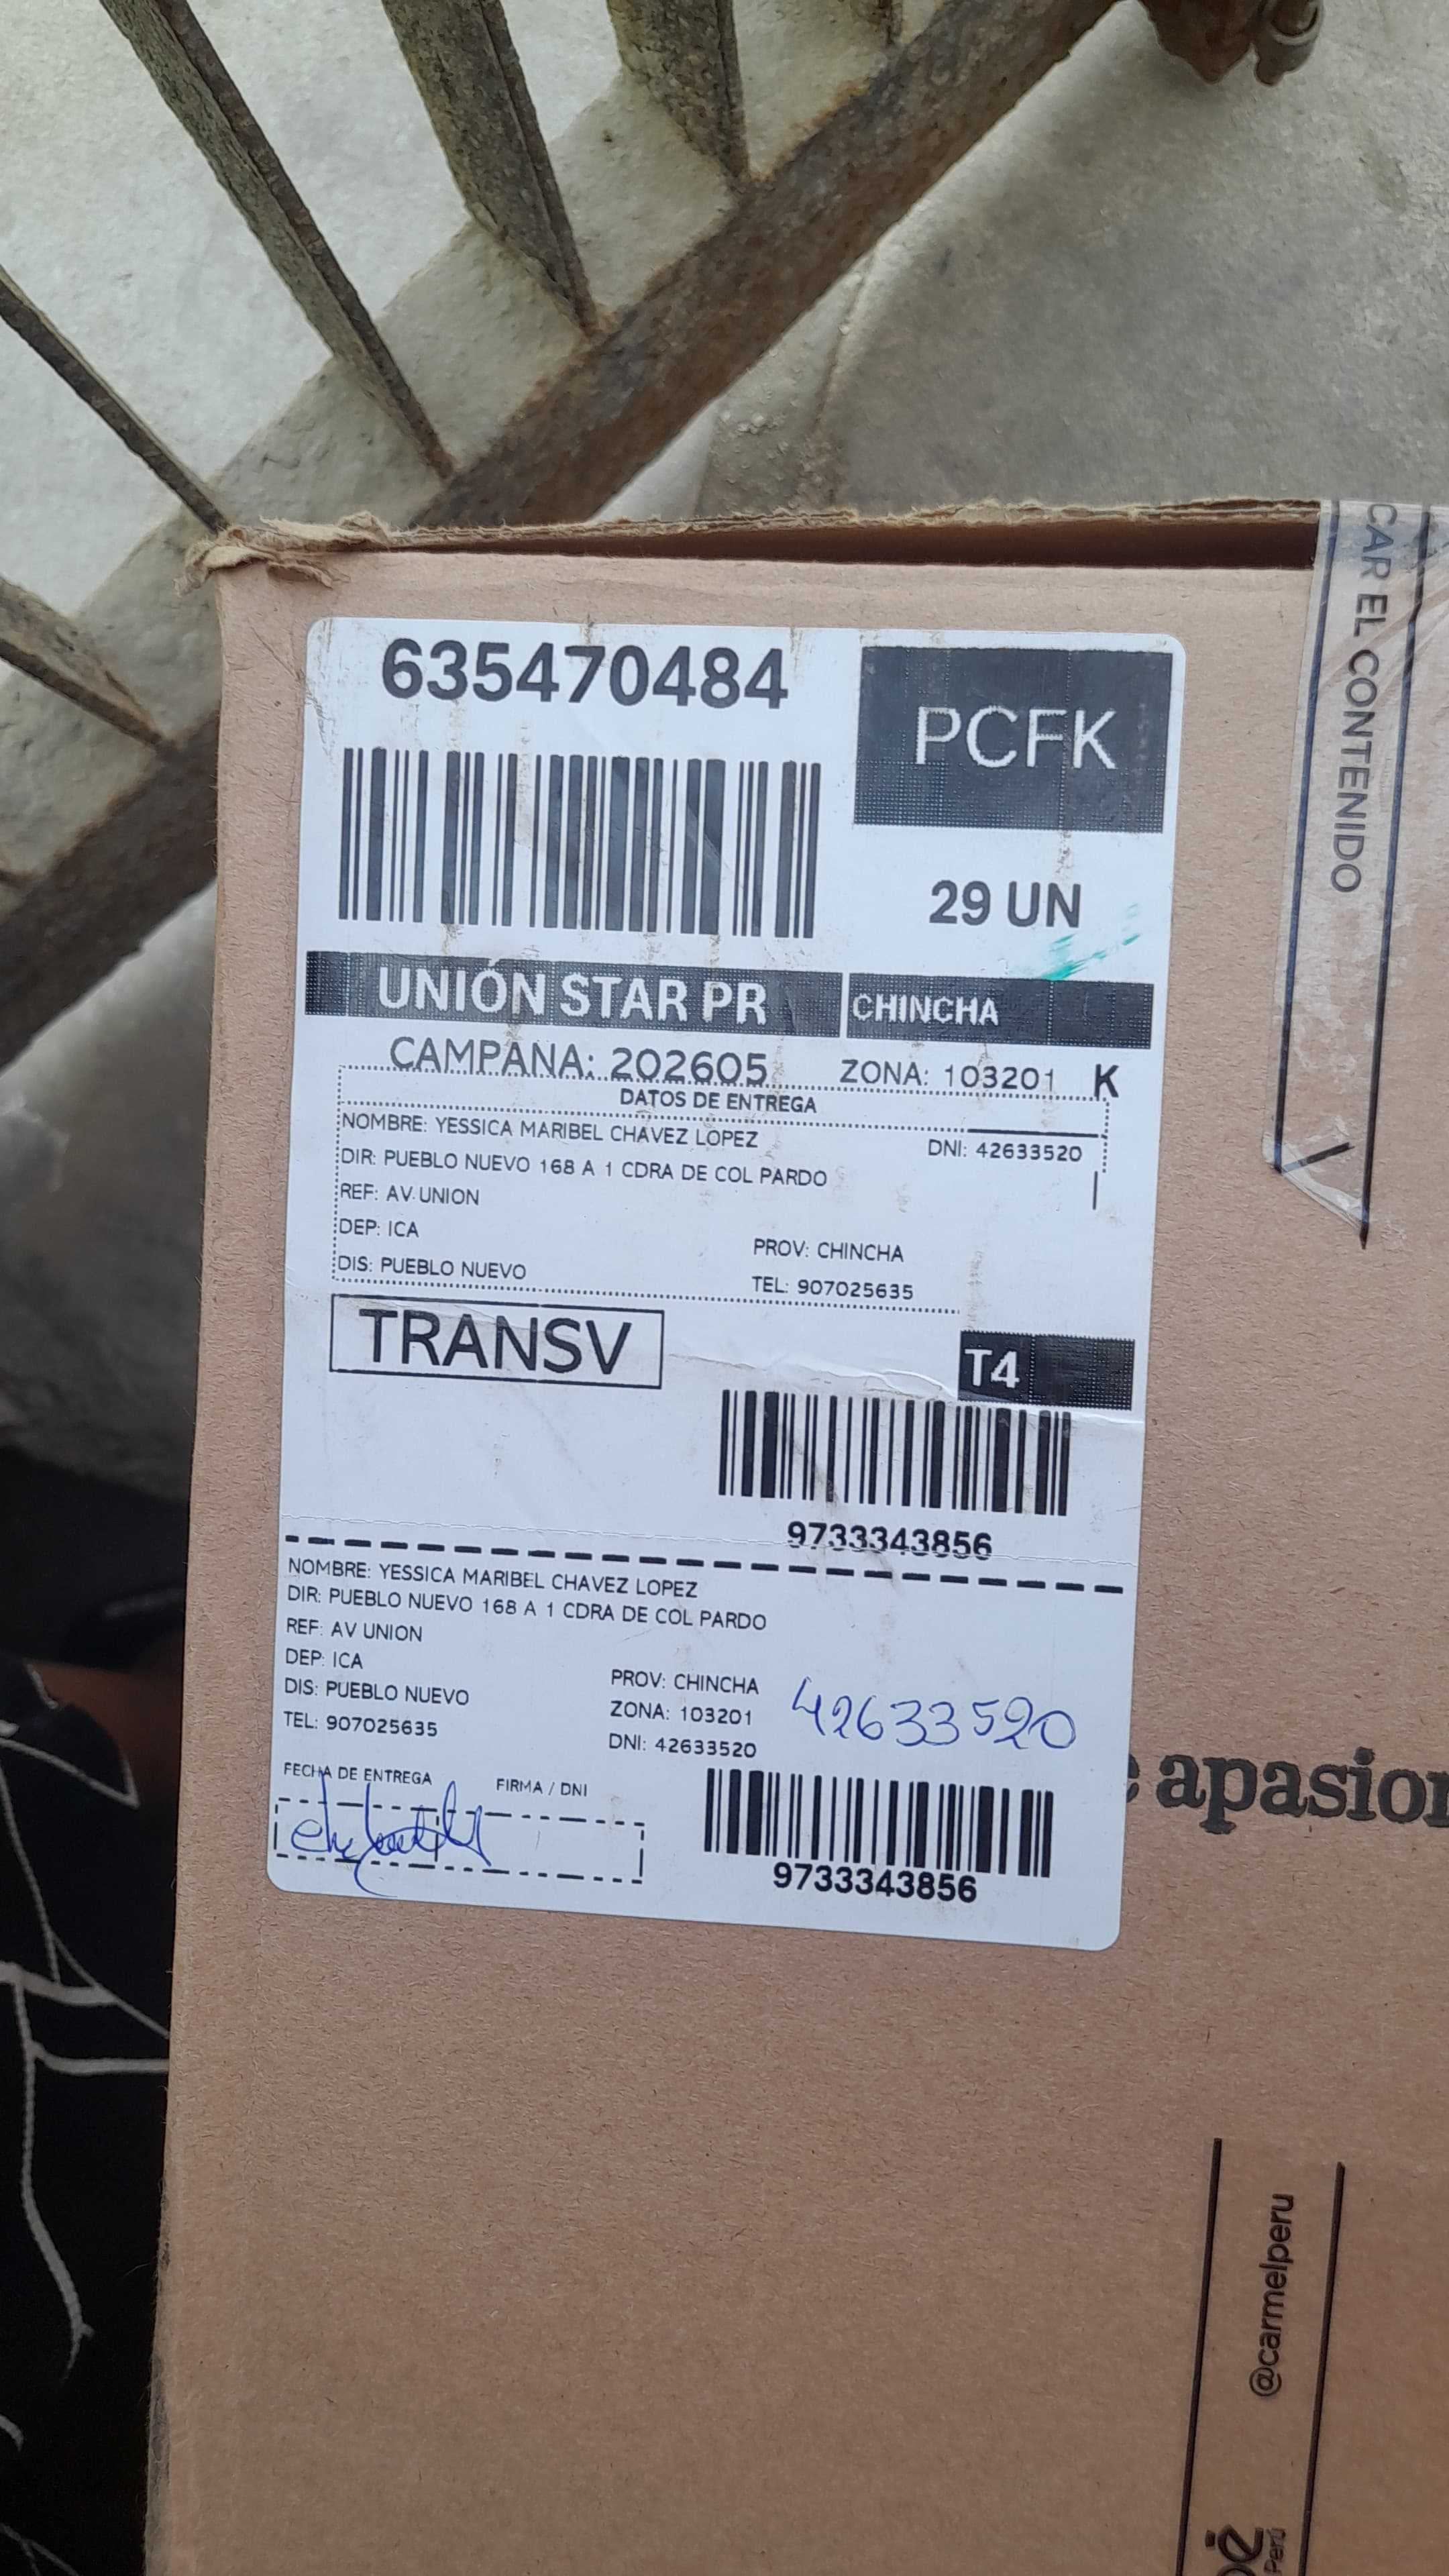 635470484
PCFK
29 UN
UNIÓN STAR PR
CHINCHA
CAMPANA: 202605
ZONA: 103201
K
DATOS DE ENTREGA
NOMBRE: YESSICA MARIBEL CHAVEZ LOPEZ
DNI: 42633520
DIR: PUEBLO NUEVO 168 A 1 CDRA DE COL PARDO
REF: AV UNION
DEP: ICA
PROV: CHINCHA
DIS: PUEBLO NUEVO
TEL: 907025635
TRANSV
T4
9733343856
NOMBRE: YESSICA MARIBEL CHAVEZ LOPEZ
DIR: PUEBLO NUEVO 168 A 1 CDRA DE COL PARDO
REF: AV UNION
DEP: ICA
PROV: CHINCHA
DIS: PUEBLO NUEVO
ZONA: 103201
TEL: 907025635
DNI: 42633520
42633520
FECHA DE ENTREGA
FIRMA / DNI
9733343856
CAR EL CONTENIDO
apasion
@carmelperu
Perú